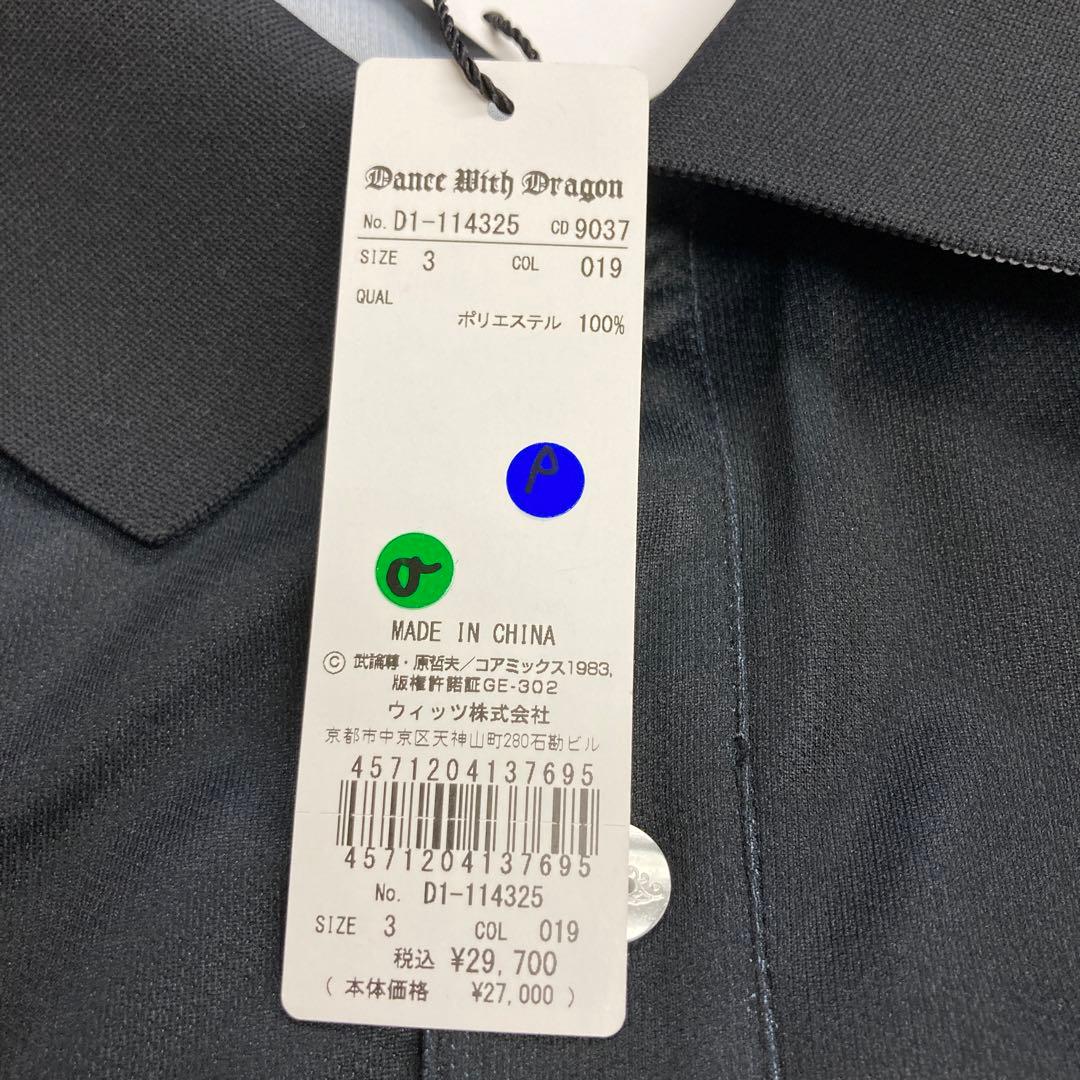 Dance With Dragon
No. D1-114325 CD 9037
SIZE 3 COL 019
QUAL
ポリエステル 100%
ρ
σ
MADE IN CHINA
© 武論尊・原哲夫/コアミックス1983,
版権許諾証GE-302
ウィッツ株式会社
京都市中京区天神山町280石勘ビル
4571204137695
4571204137695
No. D1-114325
SIZE 3 COL 019
税込 ¥29,700
( 本体価格 ¥27,000 )